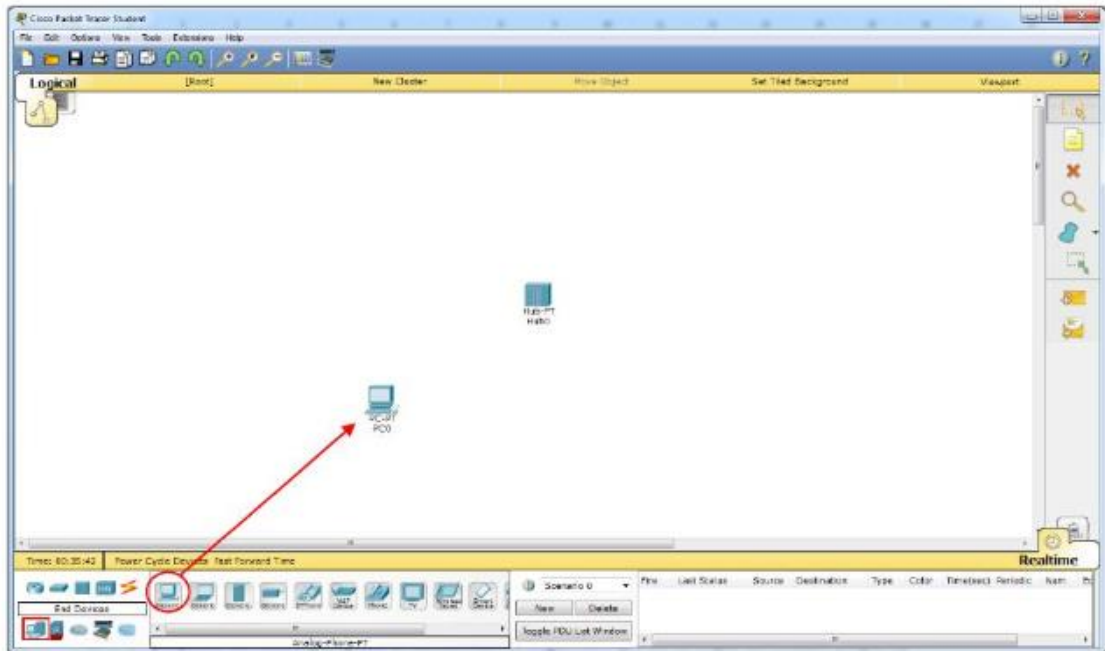 Cisco Packet Tracer Student
File Edit Options View Tools Extensions Help
Logical [Root] New Cluster Move Object Set Tiled Background Viewport
Hub-PT
Hub0
PC-PT
PC0
Time: 00:35:42 Power Cycle Devices Fast Forward Time Realtime
Scenario 0 Fire Last Status Source Destination Type Color Time(sec) Periodic Num
End Devices
New Delete
Toggle PDU List Window
Analog-Phone-PT